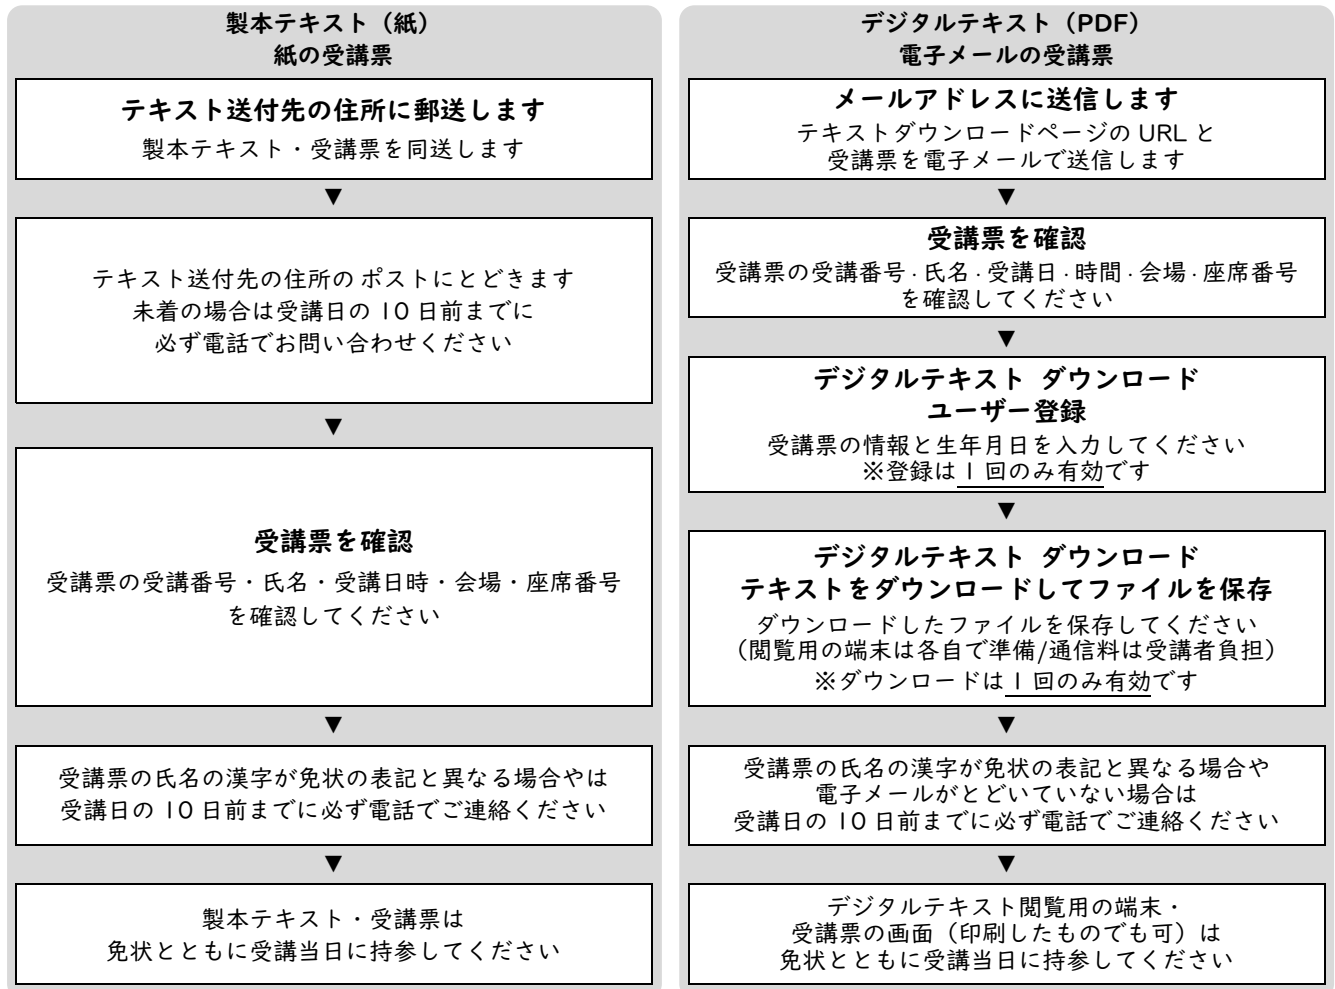 製本テキスト（紙）
紙の受講票
テキスト送付先の住所に郵送します
製本テキスト・受講票を同送します
▼
テキスト送付先の住所の ポストにとどきます
未着の場合は受講日の 10 日前までに
必ず電話でお問い合わせください
▼
受講票を確認
受講票の受講番号・氏名・受講日時・会場・座席番号
を確認してください
▼
受講票の氏名の漢字が免状の表記と異なる場合やは
受講日の 10 日前までに必ず電話でご連絡ください
▼
製本テキスト・受講票は
免状とともに受講当日に持参してください
デジタルテキスト（PDF）
電子メールの受講票
メールアドレスに送信します
テキストダウンロードページの URL と
受講票を電子メールで送信します
▼
受講票を確認
受講票の受講番号・氏名・受講日・時間・会場・座席番号
を確認してください
▼
デジタルテキスト ダウンロード
ユーザー登録
受講票の情報と生年月日を入力してください
※登録は 1 回のみ有効です
▼
デジタルテキスト ダウンロード
テキストをダウンロードしてファイルを保存
ダウンロードしたファイルを保存してください
（閲覧用の端末は各自で準備/通信料は受講者負担）
※ダウンロードは 1 回のみ有効です
▼
受講票の氏名の漢字が免状の表記と異なる場合や
電子メールがとどいていない場合は
受講日の 10 日前までに必ず電話でご連絡ください
▼
デジタルテキスト閲覧用の端末・
受講票の画面（印刷したものでも可）は
免状とともに受講当日に持参してください